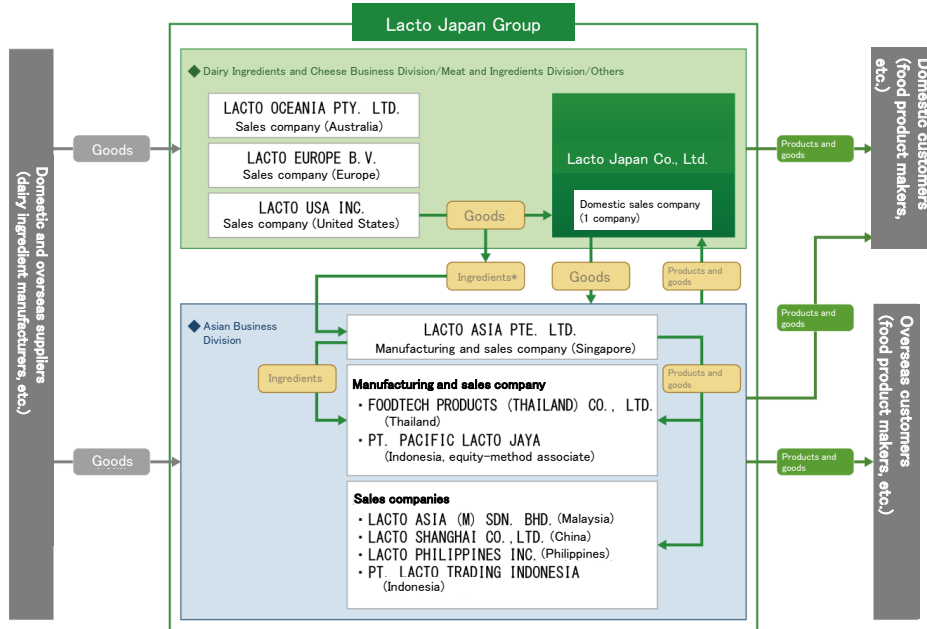 Lacto Japan Group
Domestic and overseas suppliers
(dairy ingredient manufacturers, etc.)
Goods
Goods
◆ Dairy Ingredients and Cheese Business Division/Meat and Ingredients Division/Others
LACTO OCEANIA PTY. LTD.
Sales company (Australia)
LACTO EUROPE B.V.
Sales company (Europe)
LACTO USA INC.
Sales company (United States)
Goods
Lacto Japan Co., Ltd.
Domestic sales company
(1 company)
Ingredients*
Goods
Products and
goods
◆ Asian Business
Division
LACTO ASIA PTE. LTD.
Manufacturing and sales company (Singapore)
Ingredients
Products and
goods
Manufacturing and sales company
・FOODTECH PRODUCTS (THAILAND) CO., LTD.
(Thailand)
・PT. PACIFIC LACTO JAYA
(Indonesia, equity-method associate)
Sales companies
・LACTO ASIA (M) SDN. BHD. (Malaysia)
・LACTO SHANGHAI CO., LTD. (China)
・LACTO PHILIPPINES INC. (Philippines)
・PT. LACTO TRADING INDONESIA
(Indonesia)
Products and
goods
Products and
goods
Products and
goods
Domestic customers
(food product makers,
etc.)
Overseas customers
(food product makers, etc.)